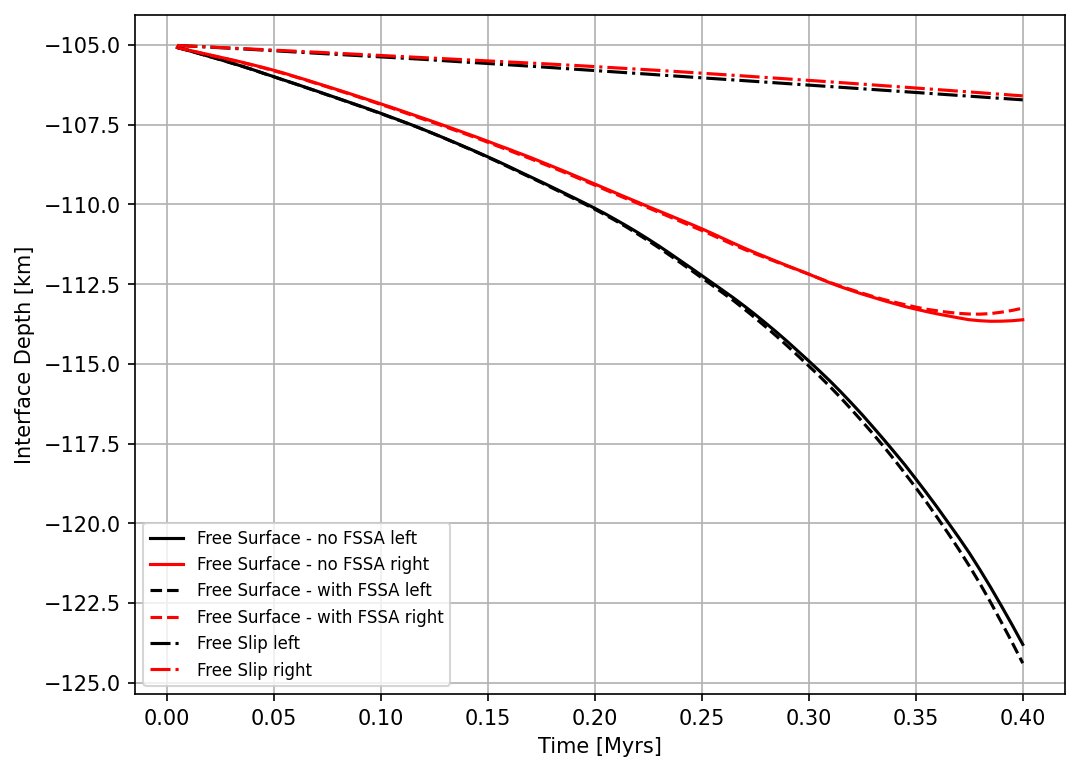 Interface Depth [km]
−105.0
−107.5
−110.0
−112.5
−115.0
−117.5
−120.0
−122.5
−125.0
Free Surface - no FSSA left
Free Surface - no FSSA right
Free Surface - with FSSA left
Free Surface - with FSSA right
Free Slip left
Free Slip right
0.00 0.05 0.10 0.15 0.20 0.25 0.30 0.35 0.40
Time [Myrs]